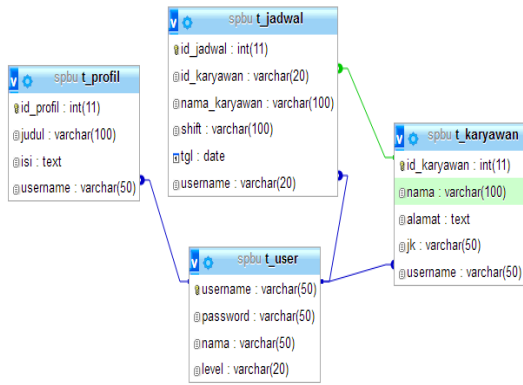 spbu t_profil
id_profil : int(11)
judul : varchar(100)
isi : text
username : varchar(50)
spbu t_jadwal
id_jadwal : int(11)
id_karyawan : varchar(20)
nama_karyawan : varchar(100)
shift : varchar(100)
tgl : date
username : varchar(20)
spbu t_karyawan
id_karyawan : int(11)
nama : varchar(100)
alamat : text
jk : varchar(50)
username : varchar(50)
spbu t_user
username : varchar(50)
password : varchar(50)
nama : varchar(50)
level : varchar(20)